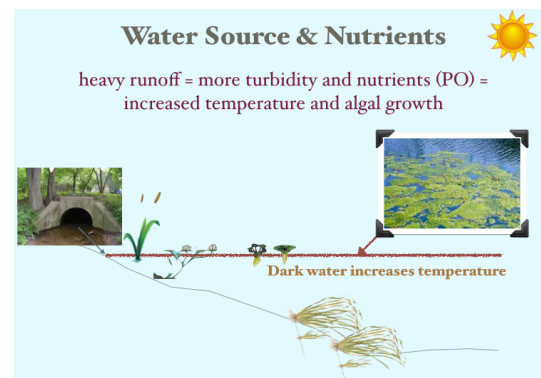 Water Source & Nutrients
heavy runoff = more turbidity and nutrients (PO) =
increased temperature and algal growth
Dark water increases temperature